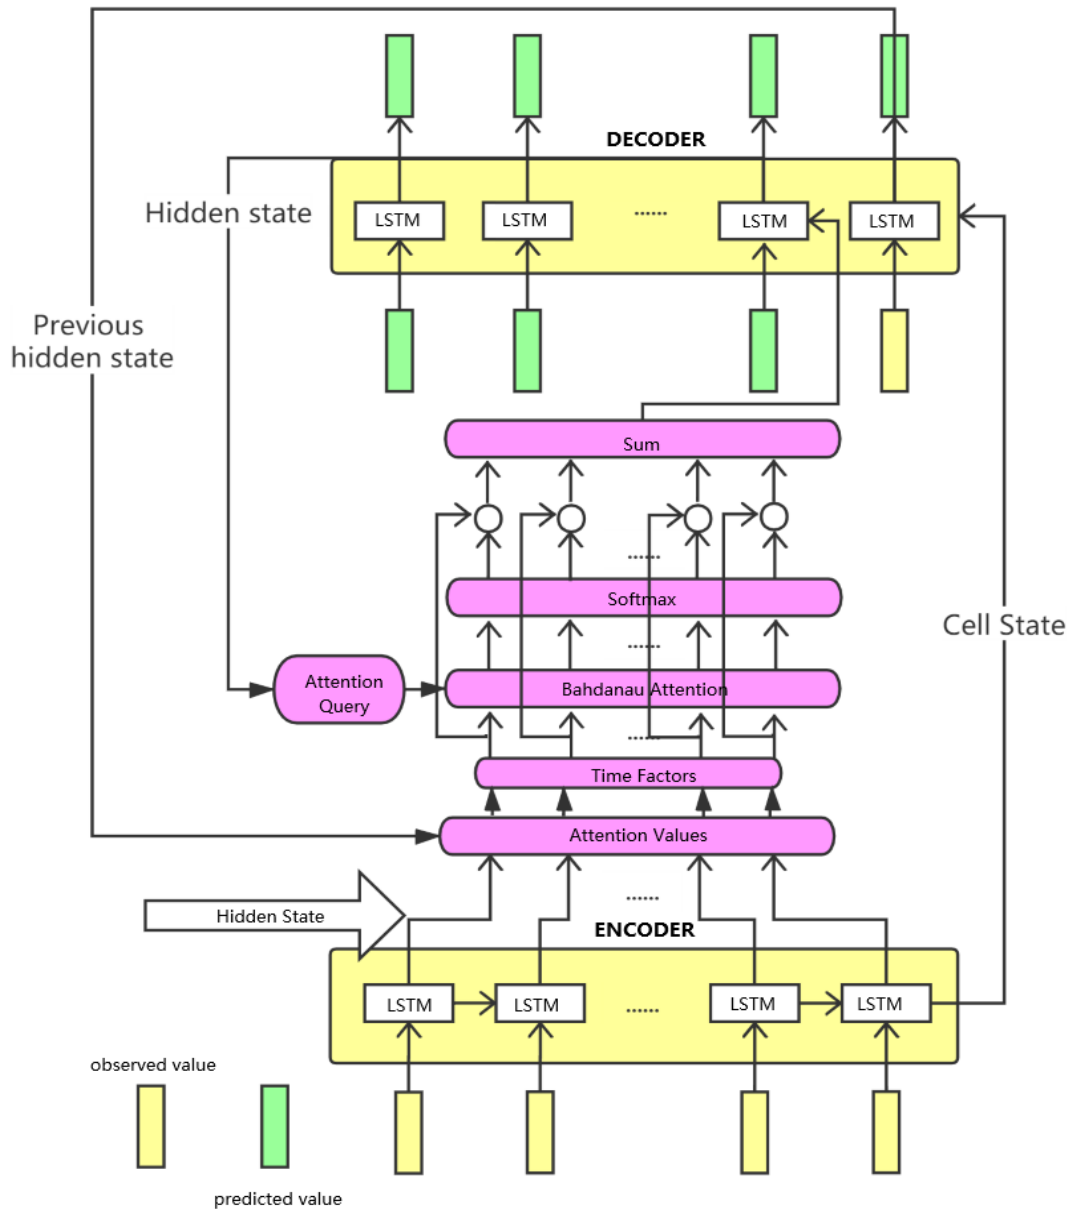 DECODER
Hidden state
LSTM
LSTM
......
LSTM
LSTM
Previous
hidden state
Sum
......
Softmax
Cell State
......
Attention
Query
Bahdanau Attention
......
Time Factors
Attention Values
......
Hidden State
ENCODER
LSTM
LSTM
......
LSTM
LSTM
observed value
predicted value